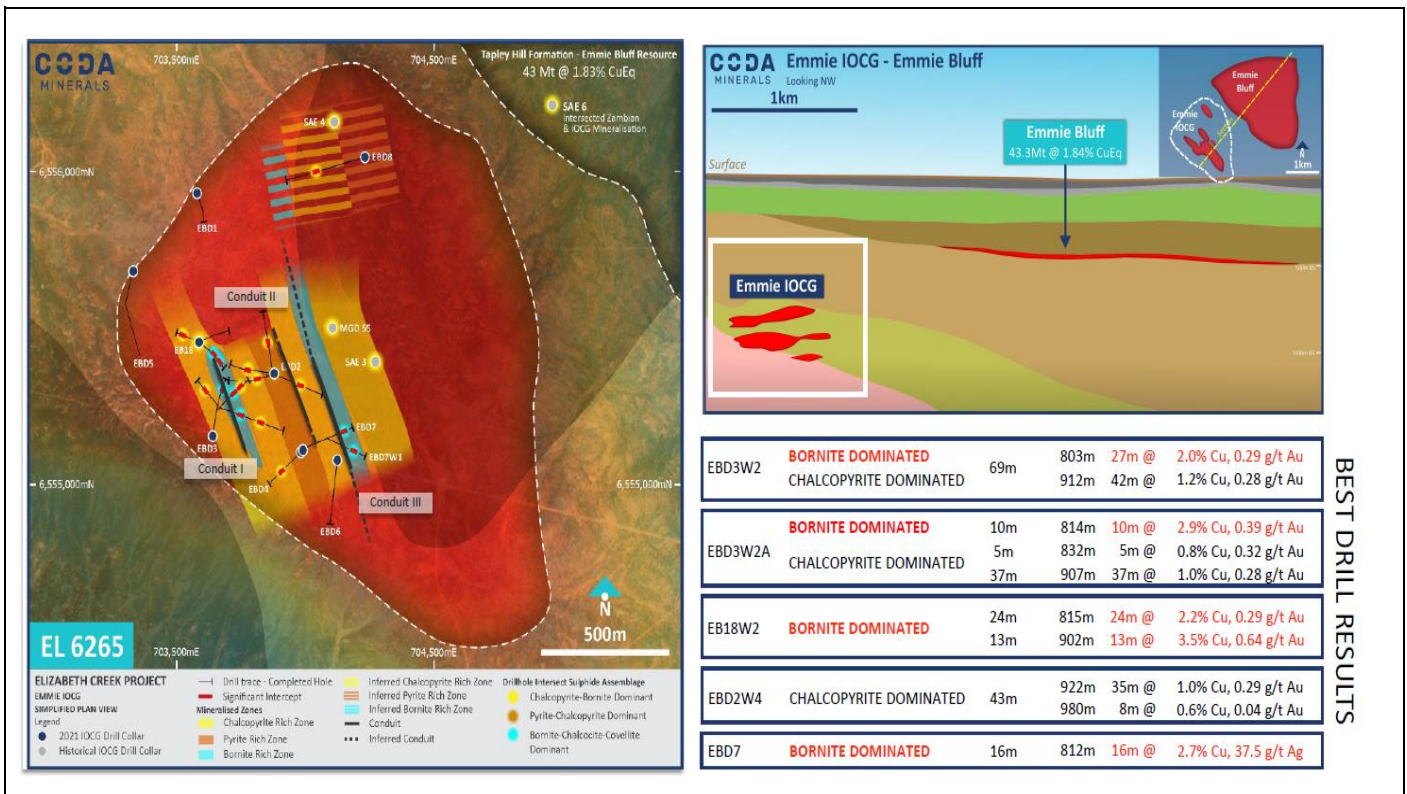 CODA
MINERALS
703,500mE
704,500mE
Tapley Hill Formation - Emmie Bluff Resource
43 Mt @ 1.83% CuEq
SAE 6
Intersected Zambian
& IOCG Mineralisation
SAE 4
EBD8
6,556,000mN
6,556,000mN
EBD1
Conduit II
MGD 55
EBD5
EB18
EBD2
SAE 3
EBD3
EBD7
EBD7W1
Conduit I
EBD4
6,555,000mN
6,555,000mN
Conduit III
EBD6
N
500m
EL 6265
703,500mE
704,500mE
ELIZABETH CREEK PROJECT
EMMIE IOCG
SIMPLIFIED PLAN VIEW
Legend
2021 IOCG Drill Collar
Historical IOCG Drill Collar
Drill trace - Completed Hole
Significant Intercept
Mineralised Zones
Chalcopyrite Rich Zone
Pyrite Rich Zone
Bornite Rich Zone
Inferred Chalcopyrite Rich Zone
Inferred Pyrite Rich Zone
Inferred Bornite Rich Zone
Conduit
Inferred Conduit
Drillhole Intersect Sulphide Assemblage
Chalcopyrite-Bornite Dominant
Pyrite-Chalcopyrite Dominant
Bornite-Chalcocite-Covellite
Dominant
CODA
MINERALS
Emmie IOCG - Emmie Bluff
Looking NW
1km
Emmie
Bluff
Emmie
IOCG
N
1km
Emmie Bluff
43.3Mt @ 1.84% CuEq
Surface
Emmie IOCG
EBD3W2
BORNITE DOMINATED 69m 803m 27m @ 2.0% Cu, 0.29 g/t Au
CHALCOPYRITE DOMINATED 912m 42m @ 1.2% Cu, 0.28 g/t Au
EBD3W2A
BORNITE DOMINATED 10m 814m 10m @ 2.9% Cu, 0.39 g/t Au
CHALCOPYRITE DOMINATED 5m 832m 5m @ 0.8% Cu, 0.32 g/t Au
37m 907m 37m @ 1.0% Cu, 0.28 g/t Au
EB18W2
BORNITE DOMINATED 24m 815m 24m @ 2.2% Cu, 0.29 g/t Au
13m 902m 13m @ 3.5% Cu, 0.64 g/t Au
EBD2W4
CHALCOPYRITE DOMINATED 43m 922m 35m @ 1.0% Cu, 0.29 g/t Au
980m 8m @ 0.6% Cu, 0.04 g/t Au
EBD7 BORNITE DOMINATED 16m 812m 16m @ 2.7% Cu, 37.5 g/t Ag
BEST DRILL RESULTS